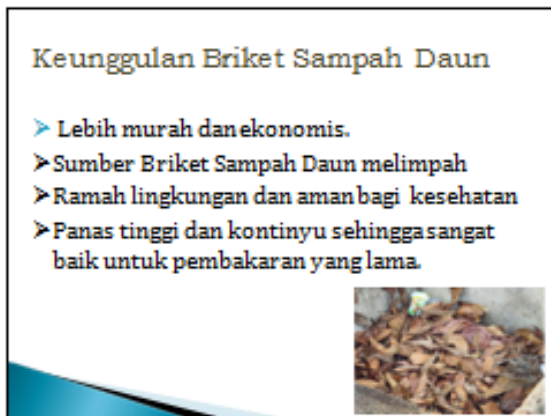 Keunggulan Briket Sampah Daun
➢ Lebih murah dan ekonomis.
➢ Sumber Briket Sampah Daun melimpah
➢ Ramah lingkungan dan aman bagi kesehatan
➢ Panas tinggi dan kontinyu sehingga sangat
baik untuk pembakaran yang lama.